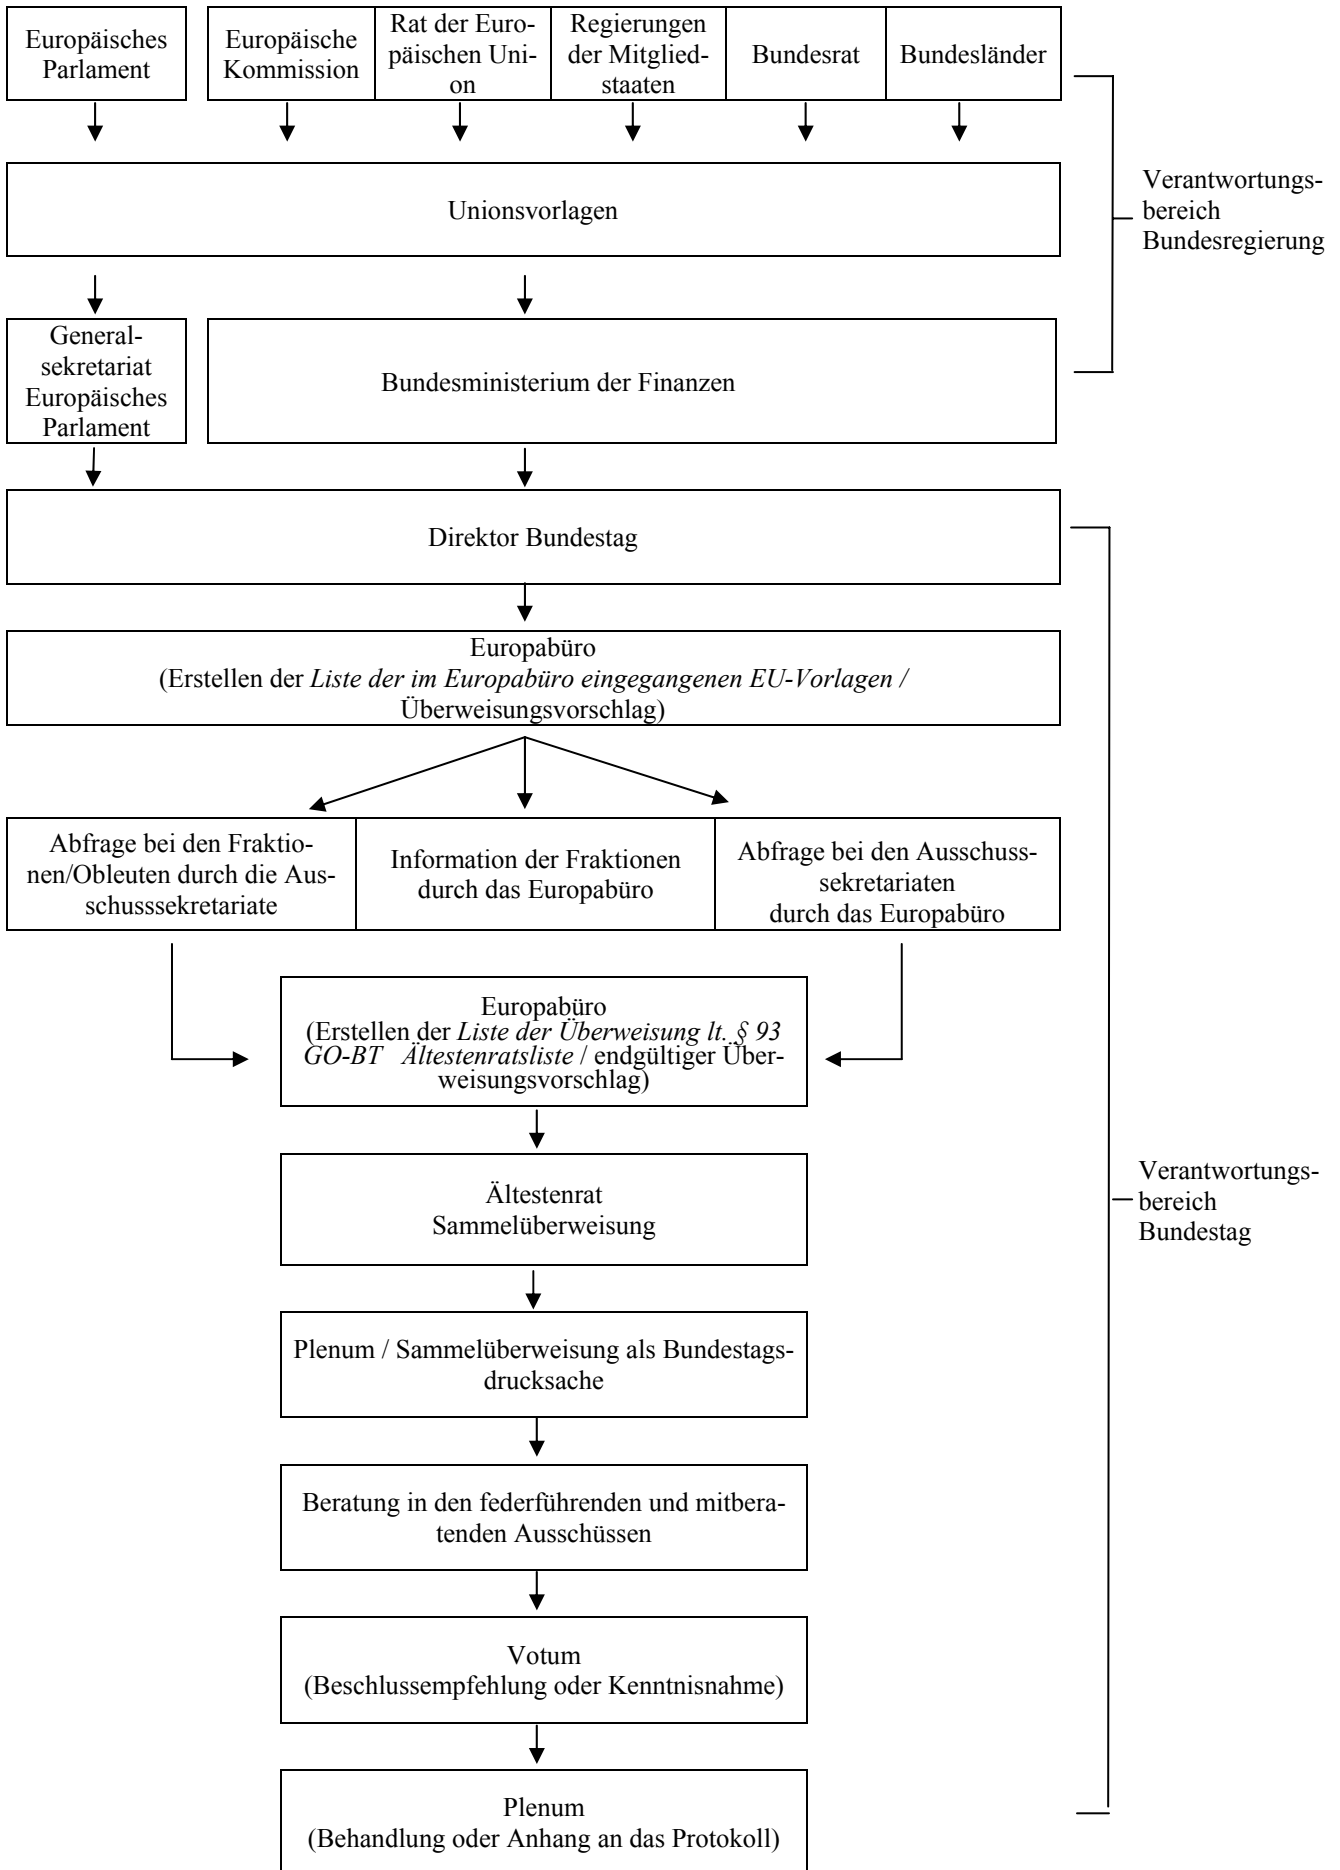 Europäisches
Parlament
Europäische
Kommission
Rat der Euro-
päischen Uni-
on
Regierungen
der Mitglied-
staaten
Bundesrat
Bundesländer
Verantwortungs-
bereich
Bundesregierung
Unionsvorlagen
General-
sekretariat
Europäisches
Parlament
Bundesministerium der Finanzen
Direktor Bundestag
Europabüro
(Erstellen der Liste der im Europabüro eingegangenen EU-Vorlagen /
Überweisungsvorschlag)
Abfrage bei den Fraktio-
nen/Obleuten durch die Aus-
schusssekretariate
Information der Fraktionen
durch das Europabüro
Abfrage bei den Ausschuss-
sekretariaten
durch das Europabüro
Europabüro
(Erstellen der Liste der Überweisung lt. § 93
GO-BT Ältestenratsliste / endgültiger Über-
weisungsvorschlag)
Ältestenrat
Sammelüberweisung
Verantwortungs-
bereich
Bundestag
Plenum / Sammelüberweisung als Bundestags-
drucksache
Beratung in den federführenden und mitbera-
tenden Ausschüssen
Votum
(Beschlussempfehlung oder Kenntnisnahme)
Plenum
(Behandlung oder Anhang an das Protokoll)